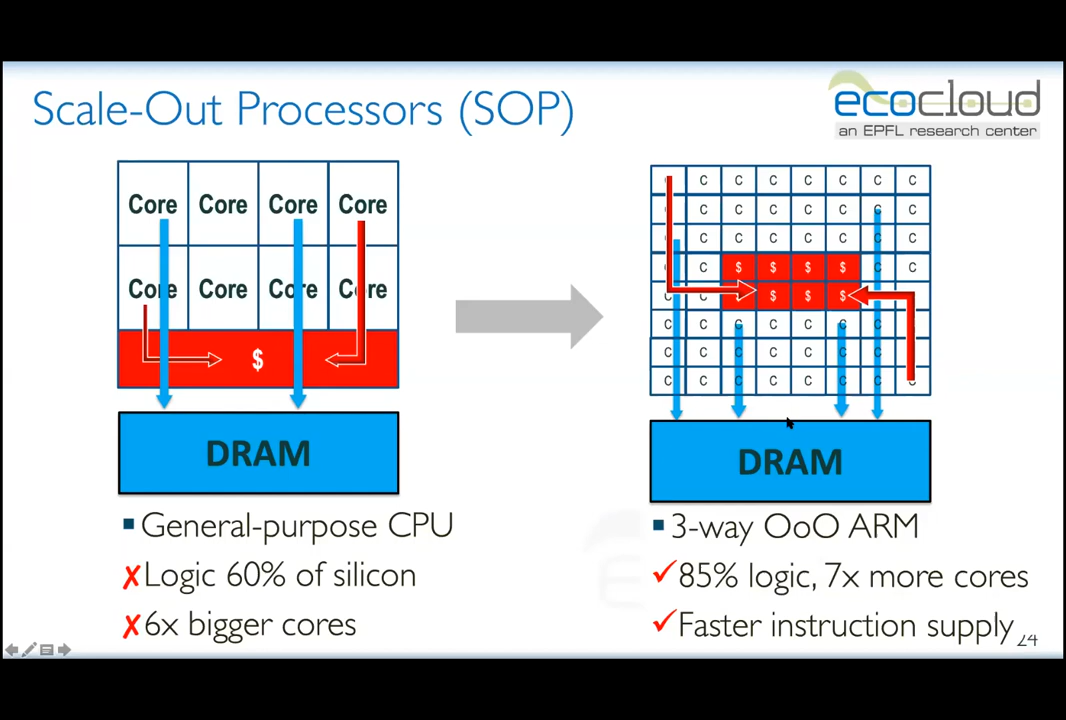 Scale-Out Processors (SOP)
ecocloud
an EPFL research center
Core Core Core Core
Core Core Core Core
$
DRAM
General-purpose CPU
✗Logic 60% of silicon
✗6x bigger cores
C C C C C C C
C C C C C C C
C C C C C C C
C $ $ $ $ C C
C $ $ $ C
C C C C C C C
C C C C C C C
C C C C C C
DRAM
3-way OoO ARM
✓85% logic, 7x more cores
✓Faster instruction supply
24